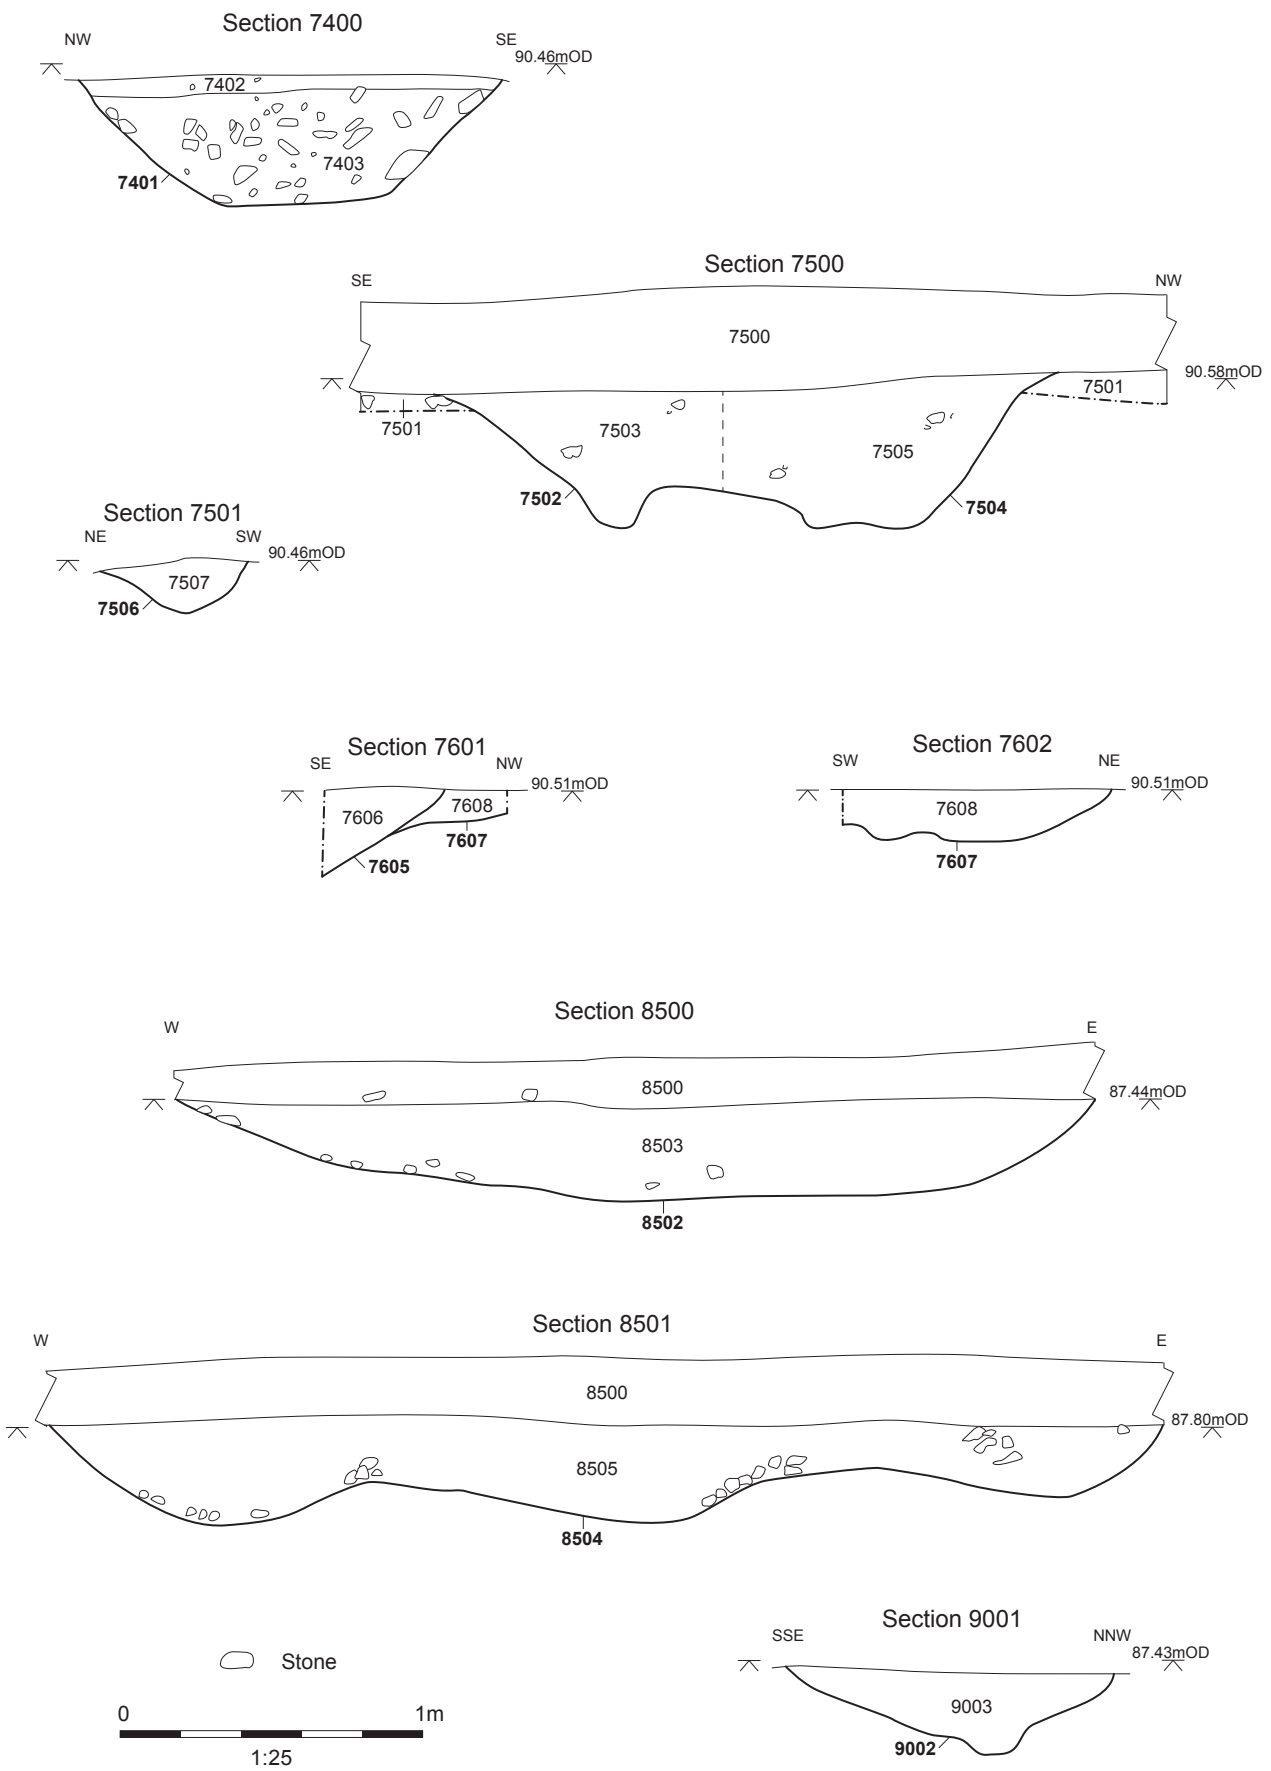 Section 7400
NW SE
90.46mOD
7402
7403
7401
Section 7500
SE NW
7500
90.58mOD
7501
7501
7503
7505
7502
7504
Section 7501
NE SW
90.46mOD
7507
7506
Section 7601
SE NW
90.51mOD
7606
7608
7607
7605
Section 7602
SW NE
90.51mOD
7608
7607
Section 8500
W E
8500
87.44mOD
8503
8502
Section 8501
W E
8500
87.80mOD
8505
8504
Section 9001
SSE NNW
87.43mOD
9003
9002
Stone
0 1m
1:25